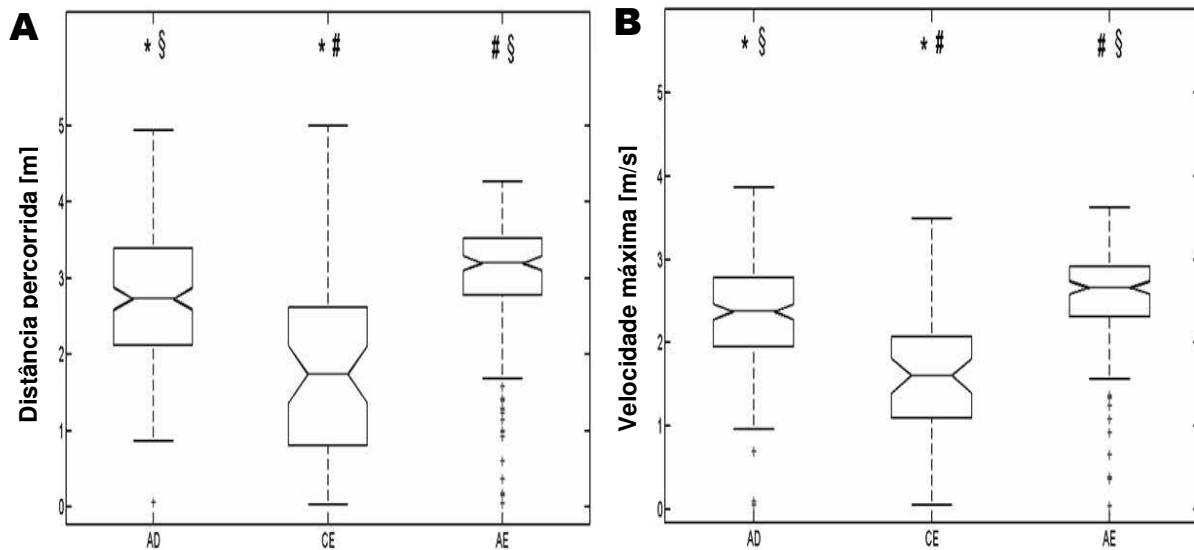 A
* §
* #
# §
Distância percorrida [m]
5
4
3
2
1
0
AD
CE
AE
B
* §
* #
# §
Velocidade máxima [m/s]
5
4
3
2
1
0
AD
CE
AE